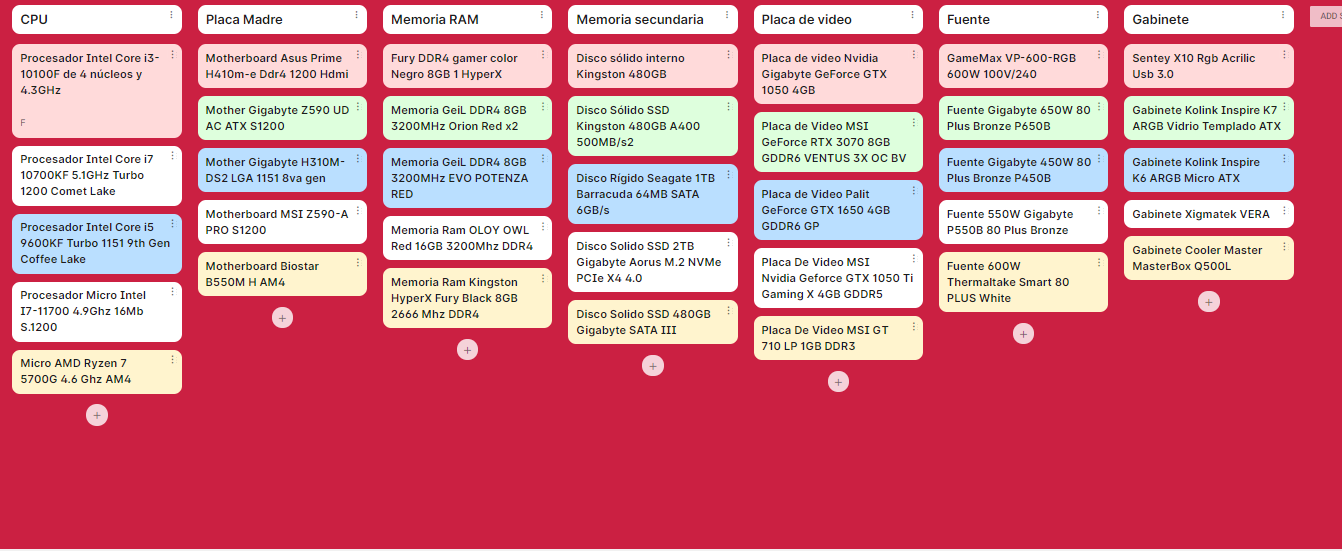 CPU
Procesador Intel Core i3-
10100F de 4 núcleos y
4.3GHz
F
Procesador Intel Core i7
10700KF 5.1GHz Turbo
1200 Comet Lake
Procesador Intel Core i5
9600KF Turbo 1151 9th Gen
Coffee Lake
Procesador Micro Intel
I7-11700 4.9Ghz 16Mb
S.1200
Micro AMD Ryzen 7
5700G 4.6 Ghz AM4
Placa Madre
Motherboard Asus Prime
H410m-e Ddr4 1200 Hdmi
Mother Gigabyte Z590 UD
AC ATX S1200
Mother Gigabyte H310M-
DS2 LGA 1151 8va gen
Motherboard MSI Z590-A
PRO S1200
Motherboard Biostar
B550M H AM4
Memoria RAM
Fury DDR4 gamer color
Negro 8GB 1 HyperX
Memoria GeiL DDR4 8GB
3200MHz Orion Red x2
Memoria GeiL DDR4 8GB
3200MHz EVO POTENZA
RED
Memoria Ram OLOY OWL
Red 16GB 3200Mhz DDR4
Memoria Ram Kingston
HyperX Fury Black 8GB
2666 Mhz DDR4
Memoria secundaria
Disco sólido interno
Kingston 480GB
Disco Sólido SSD
Kingston 480GB A400
500MB/s2
Disco Rígido Seagate 1TB
Barracuda 64MB SATA
6GB/s
Disco Solido SSD 2TB
Gigabyte Aorus M.2 NVMe
PCIe X4 4.0
Disco Solido SSD 480GB
Gigabyte SATA III
Placa de video
Placa de video Nvidia
Gigabyte GeForce GTX
1050 4GB
Placa de Video MSI
GeForce RTX 3070 8GB
GDDR6 VENTUS 3X OC BV
Placa de Video Palit
GeForce GTX 1650 4GB
GDDR6 GP
Placa De Video MSI
Nvidia Geforce GTX 1050 Ti
Gaming X 4GB GDDR5
Placa De Video MSI GT
710 LP 1GB DDR3
Fuente
GameMax VP-600-RGB
600W 100V/240
Fuente Gigabyte 650W 80
Plus Bronze P650B
Fuente Gigabyte 450W 80
Plus Bronze P450B
Fuente 550W Gigabyte
P550B 80 Plus Bronze
Fuente 600W
Thermaltake Smart 80
PLUS White
Gabinete
Sentey X10 Rgb Acrilic
Usb 3.0
Gabinete Kolink Inspire K7
ARGB Vidrio Templado ATX
Gabinete Kolink Inspire
K6 ARGB Micro ATX
Gabinete Xigmatek VERA
Gabinete Cooler Master
MasterBox Q500L
ADD